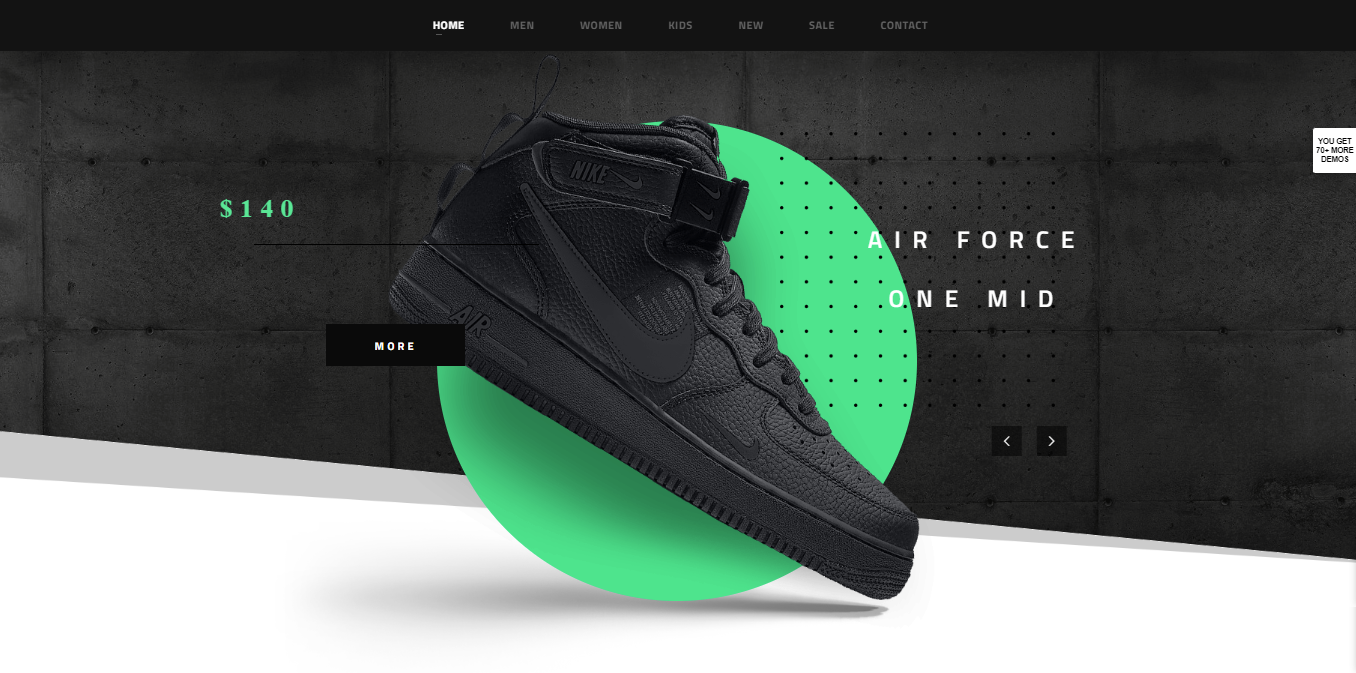 HOME MEN WOMEN KIDS NEW SALE CONTACT
YOU GET
70+ MORE
DEMOS
NIKE
$140
AIR FORCE
ONE MID
AIR
MORE